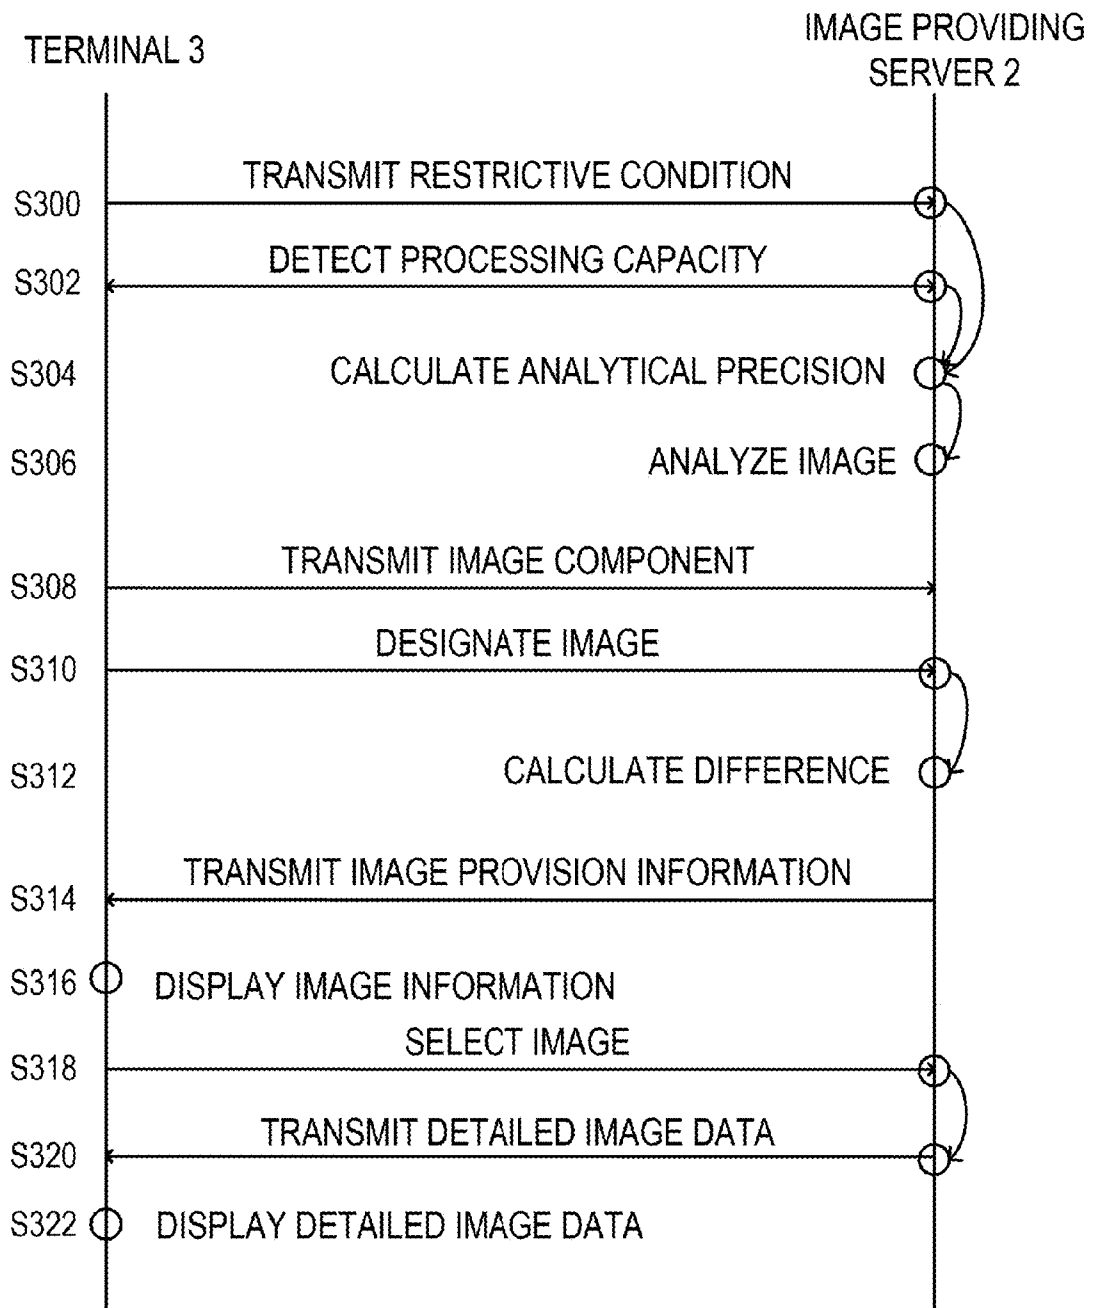 TERMINAL 3
IMAGE PROVIDING
SERVER 2
S300
TRANSMIT RESTRICTIVE CONDITION
S302
DETECT PROCESSING CAPACITY
S304
CALCULATE ANALYTICAL PRECISION
S306
ANALYZE IMAGE
S308
TRANSMIT IMAGE COMPONENT
S310
DESIGNATE IMAGE
S312
CALCULATE DIFFERENCE
S314
TRANSMIT IMAGE PROVISION INFORMATION
S316
DISPLAY IMAGE INFORMATION
S318
SELECT IMAGE
S320
TRANSMIT DETAILED IMAGE DATA
S322
DISPLAY DETAILED IMAGE DATA